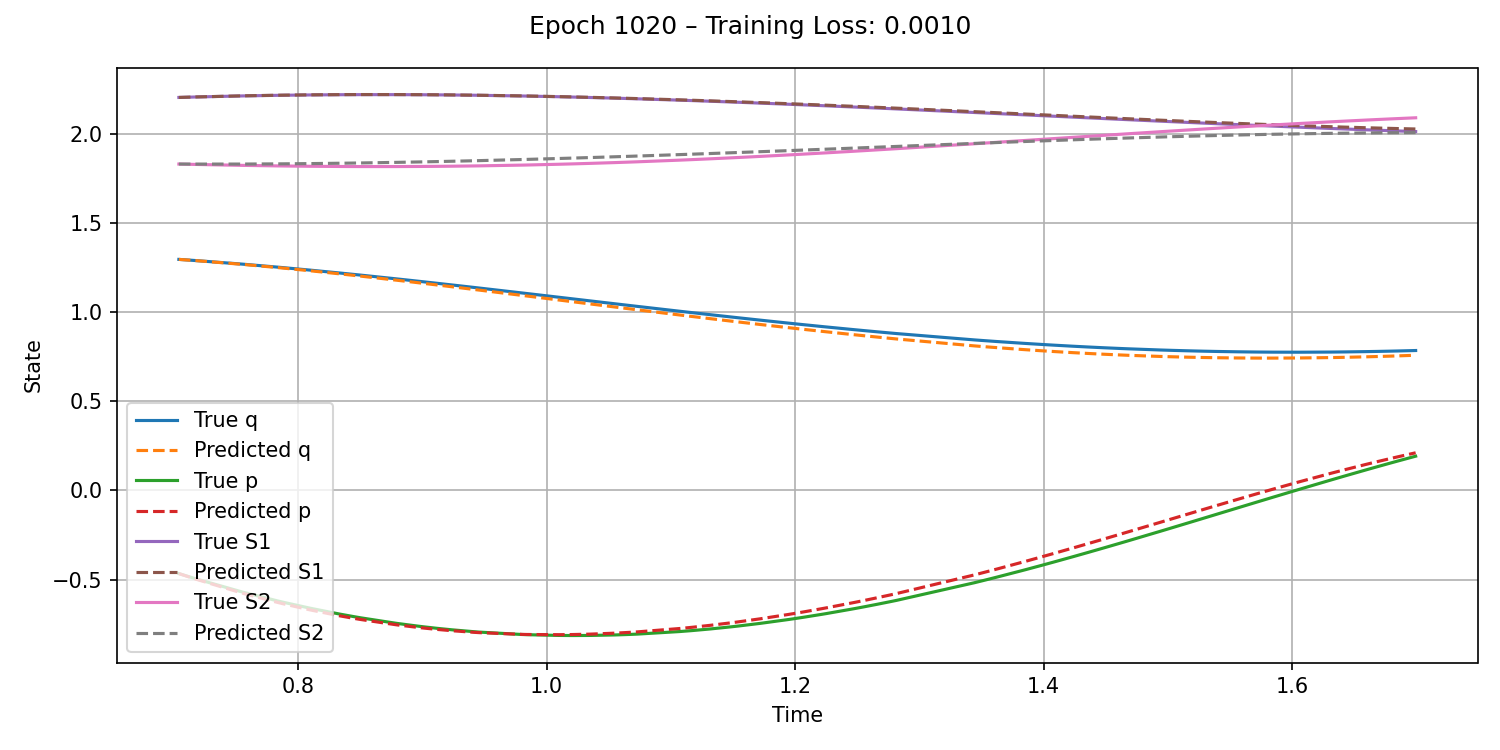 Epoch 1020 – Training Loss: 0.0010
State
2.0
1.5
1.0
0.5
0.0
−0.5
True q
Predicted q
True p
Predicted p
True S1
Predicted S1
True S2
Predicted S2
0.8 1.0 1.2 1.4 1.6
Time